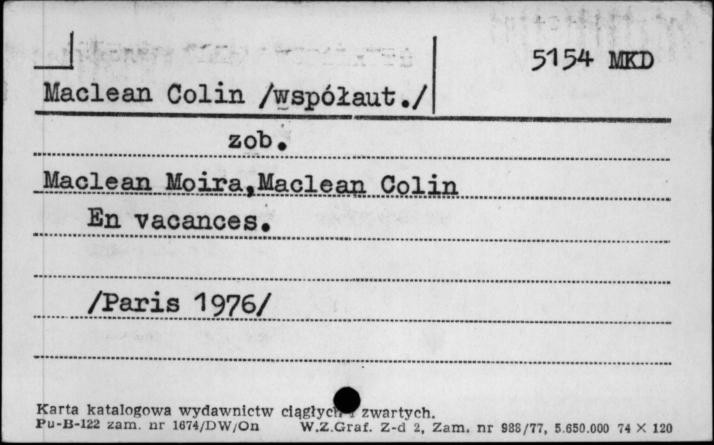 5154 MKD
Maclean Colin /współaut./
zob.
Maclean Moira,Maclean Colin
En vacances.
/Paris 1976/
Karta katalogowa wydawnictw ciągłych i zwartych.
Pu-B-122 zam. nr 1674/DW/On W.Z.Graf. Z-d 2, Zam. nr 988/77, 5.650.000 74 × 120